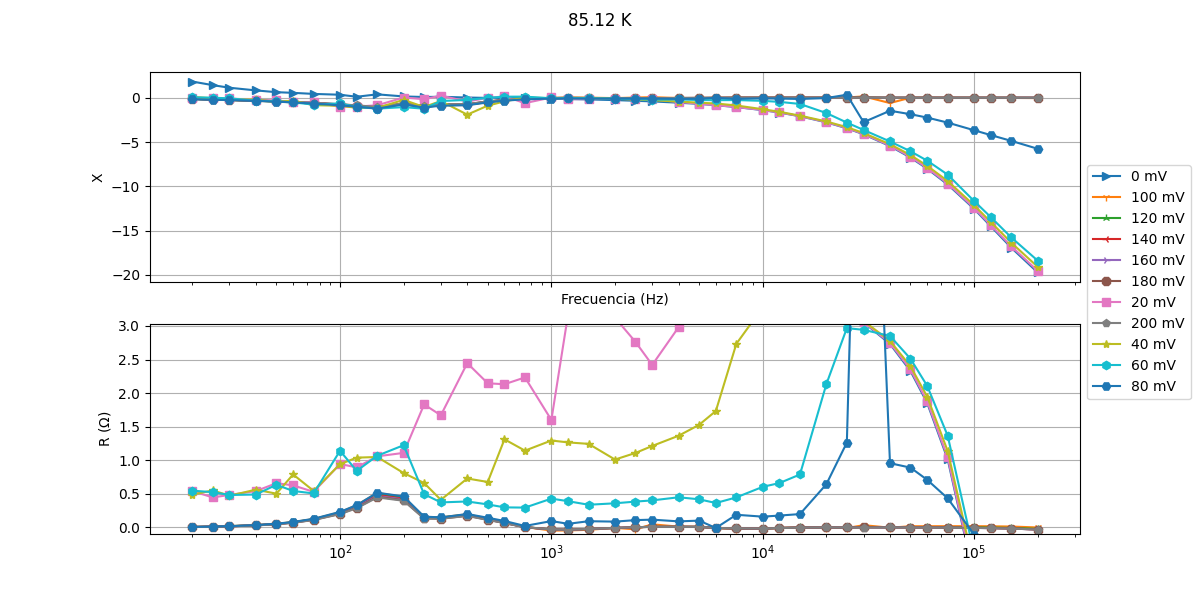 85.12 K
0
−5
−10
−15
−20
X
Frecuencia (Hz)
3.0
2.5
2.0
1.5
1.0
0.5
0.0
R (Ω)
10²
10³
10⁴
10⁵
0 mV
100 mV
120 mV
140 mV
160 mV
180 mV
20 mV
200 mV
40 mV
60 mV
80 mV